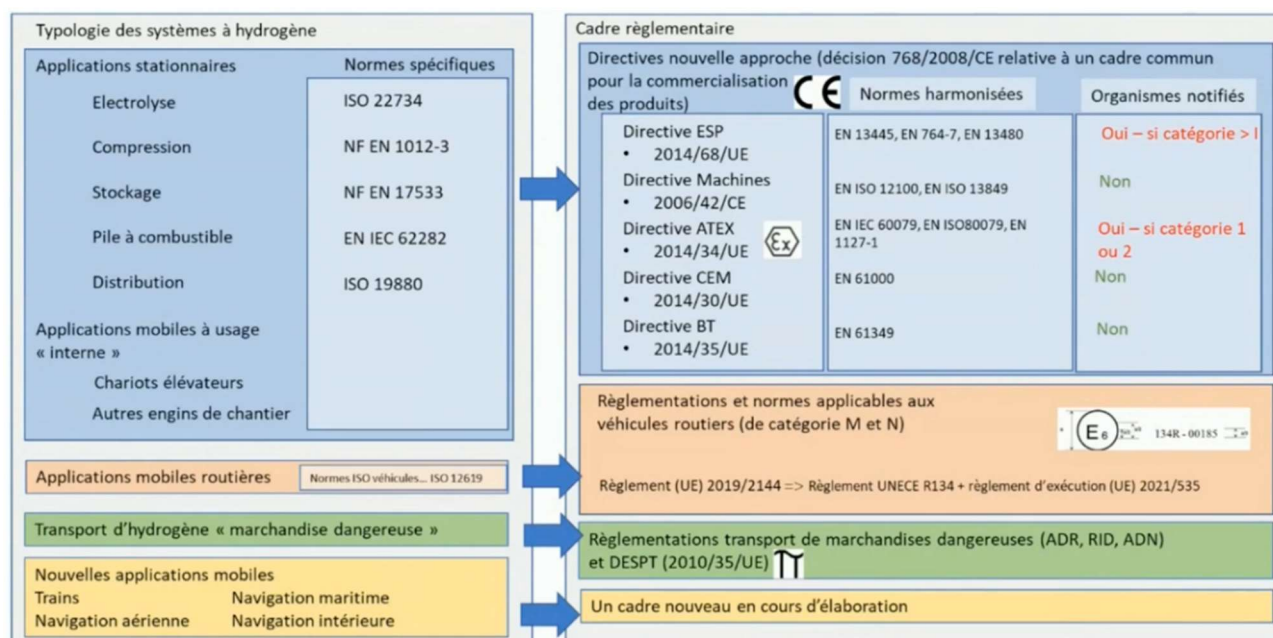 Typologie des systèmes à hydrogène
Applications stationnaires
Normes spécifiques
Electrolyse
ISO 22734
Compression
NF EN 1012-3
Stockage
NF EN 17533
Pile à combustible
EN IEC 62282
Distribution
ISO 19880
Applications mobiles à usage
« interne »
Chariots élévateurs
Autres engins de chantier
Applications mobiles routières
Normes ISO véhicules... ISO 12619
Transport d'hydrogène « marchandise dangereuse »
Nouvelles applications mobiles
Trains
Navigation maritime
Navigation aérienne
Navigation intérieure
Cadre règlementaire
Directives nouvelle approche (décision 768/2008/CE relative à un cadre commun
pour la commercialisation
des produits)
CE
Normes harmonisées
Organismes notifiés
Directive ESP
• 2014/68/UE
EN 13445, EN 764-7, EN 13480
Oui – si catégorie > I
Directive Machines
• 2006/42/CE
EN ISO 12100, EN ISO 13849
Non
Directive ATEX
• 2014/34/UE
Ex
EN IEC 60079, EN ISO80079, EN
1127-1
Oui – si catégorie 1
ou 2
Directive CEM
• 2014/30/UE
EN 61000
Non
Directive BT
• 2014/35/UE
EN 61349
Non
Règlementations et normes applicables aux
véhicules routiers (de catégorie M et N)
E6
134R - 00185
Règlement (UE) 2019/2144 => Règlement UNECE R134 + règlement d'exécution (UE) 2021/535
Règlementations transport de marchandises dangereuses (ADR, RID, ADN)
et DESPT (2010/35/UE)
π
Un cadre nouveau en cours d'élaboration